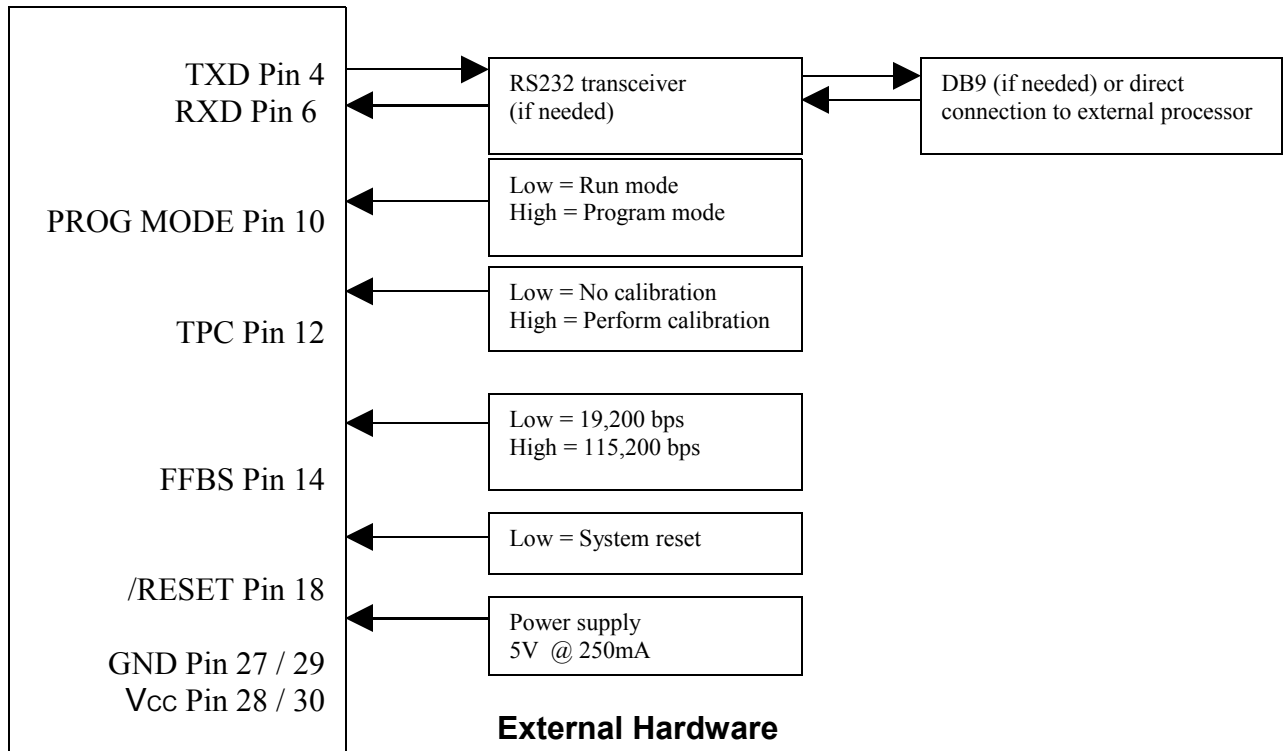 TXD Pin 4
RXD Pin 6
RS232 transceiver
(if needed)
DB9 (if needed) or direct
connection to external processor
PROG MODE Pin 10
Low = Run mode
High = Program mode
TPC Pin 12
Low = No calibration
High = Perform calibration
FFBS Pin 14
Low = 19,200 bps
High = 115,200 bps
/RESET Pin 18
Low = System reset
GND Pin 27 / 29
Vcc Pin 28 / 30
Power supply
5V @ 250mA
External Hardware